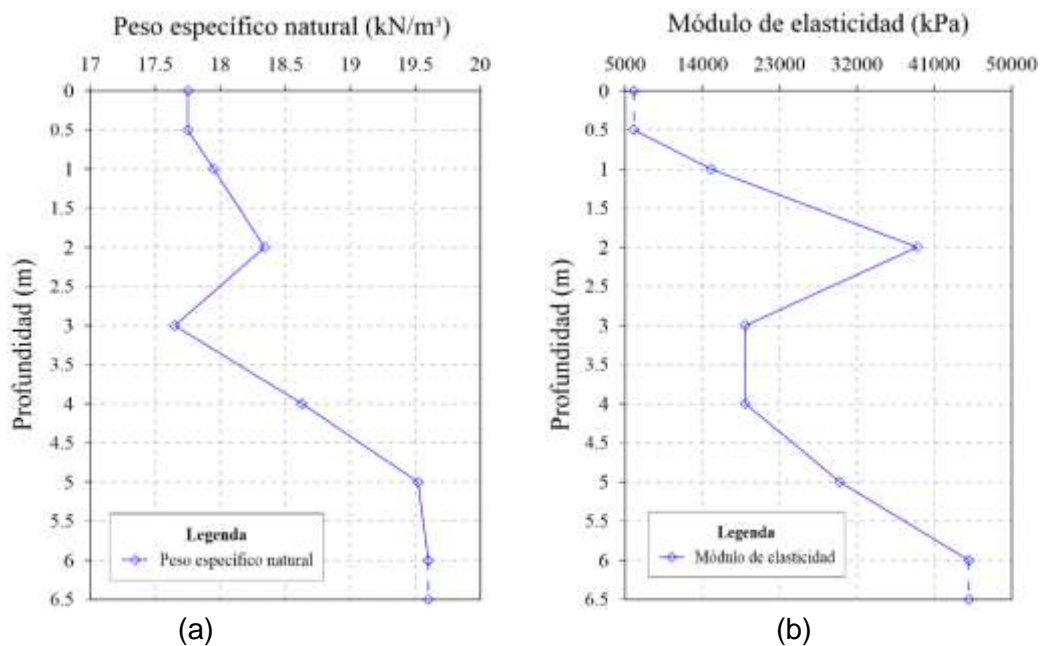 Peso específico natural (kN/m³)
17 17.5 18 18.5 19 19.5 20
Profundidad (m)
0
0.5
1
1.5
2
2.5
3
3.5
4
4.5
5
5.5
6
6.5
Legenda
Peso específico natural
(a)
Módulo de elasticidad (kPa)
5000 14000 23000 32000 41000 50000
Profundidad (m)
0
0.5
1
1.5
2
2.5
3
3.5
4
4.5
5
5.5
6
6.5
Legenda
Módulo de elasticidad
(b)